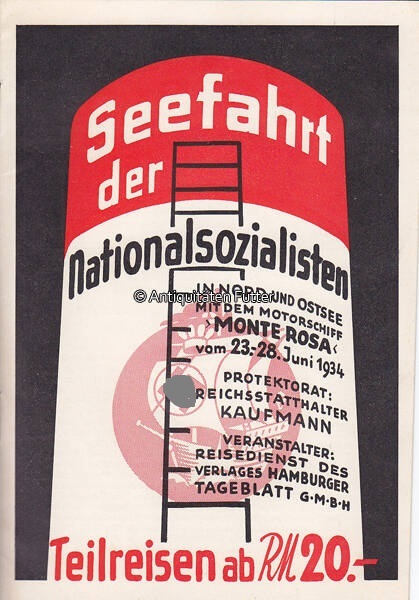 Seefahrt
der
Nationalsozialisten
© Antiquitäten Futter
IN NORD UND OSTSEE
MIT DEM MOTORSCHIFF
›MONTE ROSA‹
vom 23.-28. Juni 1934
PROTEKTORAT:
REICHSSTATTHALTER
KAUFMANN
VERANSTALTER:
REISEDIENST DES
VERLAGES HAMBURGER
TAGEBLATT G·M·B·H
Teilreisen ab RM 20.-